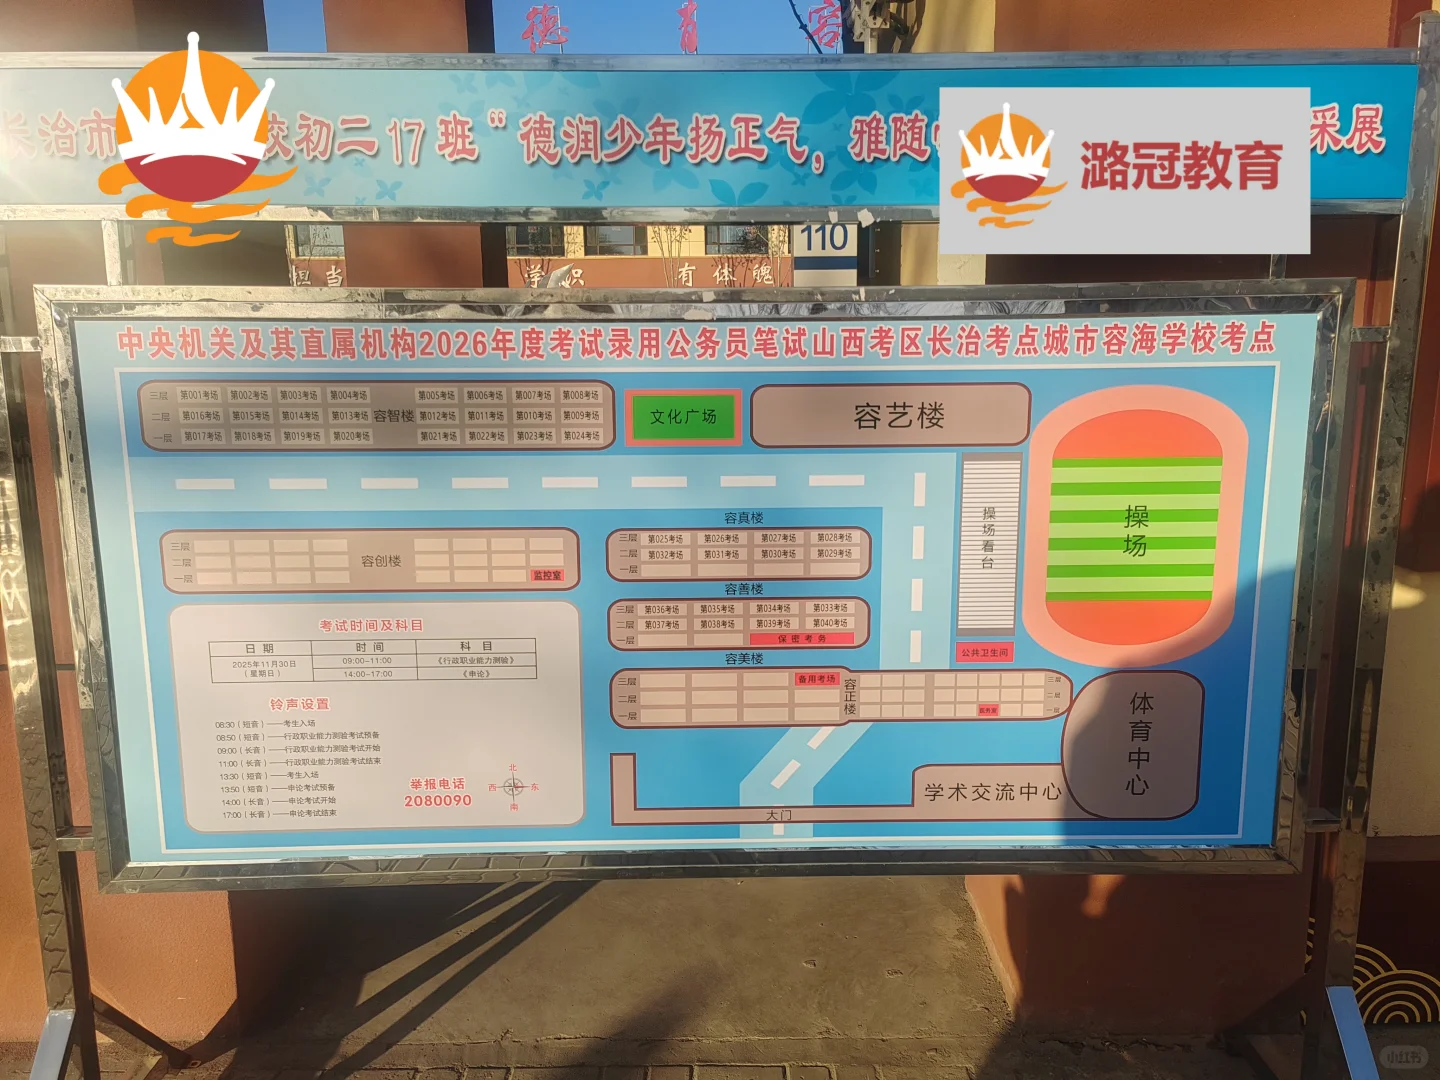 德 育 容
长治市
校初二17班“德润少年扬正气，雅随
采展
潞冠教育
110
担当
学 识
有体魄
中央机关及其直属机构2026年度考试录用公务员笔试山西考区长治考点城市容海学校考点
三层 第001考场 第002考场 第003考场 第004考场 第005考场 第006考场 第007考场 第008考场
二层 第016考场 第015考场 第014考场 第013考场 容智楼 第012考场 第011考场 第010考场 第009考场
一层 第017考场 第018考场 第019考场 第020考场 第021考场 第022考场 第023考场 第024考场
文化广场
容艺楼
操场看台
操场
容真楼
三层 第025考场 第026考场 第027考场 第028考场
二层 第032考场 第031考场 第030考场 第029考场
一层
三层
二层 容创楼
一层 监控室
容善楼
三层 第036考场 第035考场 第034考场 第033考场
二层 第037考场 第038考场 第039考场 第040考场
一层 保密考务
公共卫生间
容美楼
三层 备用考场
二层
一层
容正楼
三层
二层
一层
体育中心
学术交流中心
大门
考试时间及科目
日 期 时 间 科 目
2025年11月30日
（星期日）
09:00-11:00 《行政职业能力测验》
14:00-17:00 《申论》
铃声设置
08:30（短音）——考生入场
08:50（短音）——行政职业能力测验考试预备
09:00（长音）——行政职业能力测验考试开始
11:00（长音）——行政职业能力测验考试结束
13:30（短音）——考生入场
13:50（短音）——申论考试预备
14:00（长音）——申论考试开始
17:00（长音）——申论考试结束
举报电话
2080090
北
西 东
南
小红书